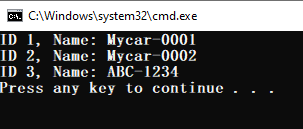 C:\Windows\system32\cmd.exe
ID 1, Name: Mycar-0001
ID 2, Name: Mycar-0002
ID 3, Name: ABC-1234
Press any key to continue . . .